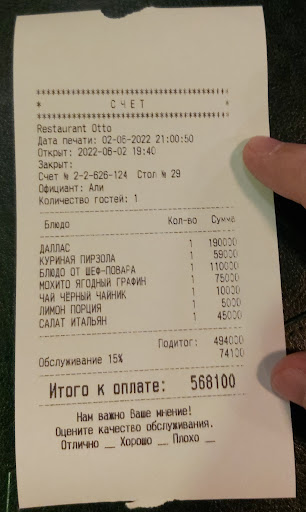 ************************************
* СЧЕТ *
************************************
Restaurant Otto
Дата печати: 02-06-2022 21:00:50
Открыт: 2022-06-02 19:40
Закрыт:
Счет № 2-2-626-124 Стол № 29
Официант: Али
Количество гостей: 1
Блюдо Кол-во Сумма
ДАЛЛАС 1 190000
КУРИНАЯ ПИРЗОЛА 1 59000
БЛЮДО ОТ ШЕФ-ПОВАРА 1 110000
МОХИТО ЯГОДНЫЙ ГРАФИН 1 75000
ЧАЙ ЧЁРНЫЙ ЧАЙНИК 1 10000
ЛИМОН ПОРЦИЯ 1 5000
САЛАТ ИТАЛЬЯН 1 45000
Подитог: 494000
Обслуживание 15% 74100
Итого к оплате: 568100
Нам важно Ваше мнение!
Оцените качество обслуживания.
Отлично __ Хорошо __ Плохо __